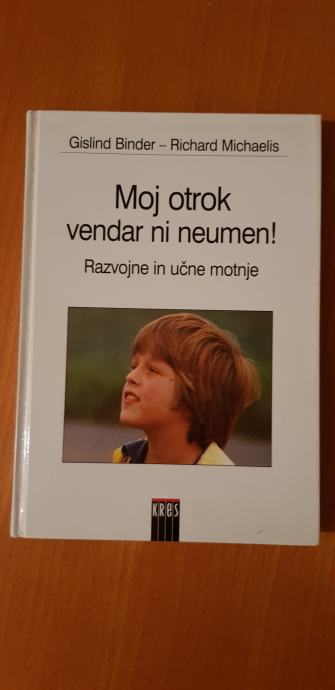 Gislind Binder – Richard Michaelis
Moj otrok
vendar ni neumen!
Razvojne in učne motnje
KRES